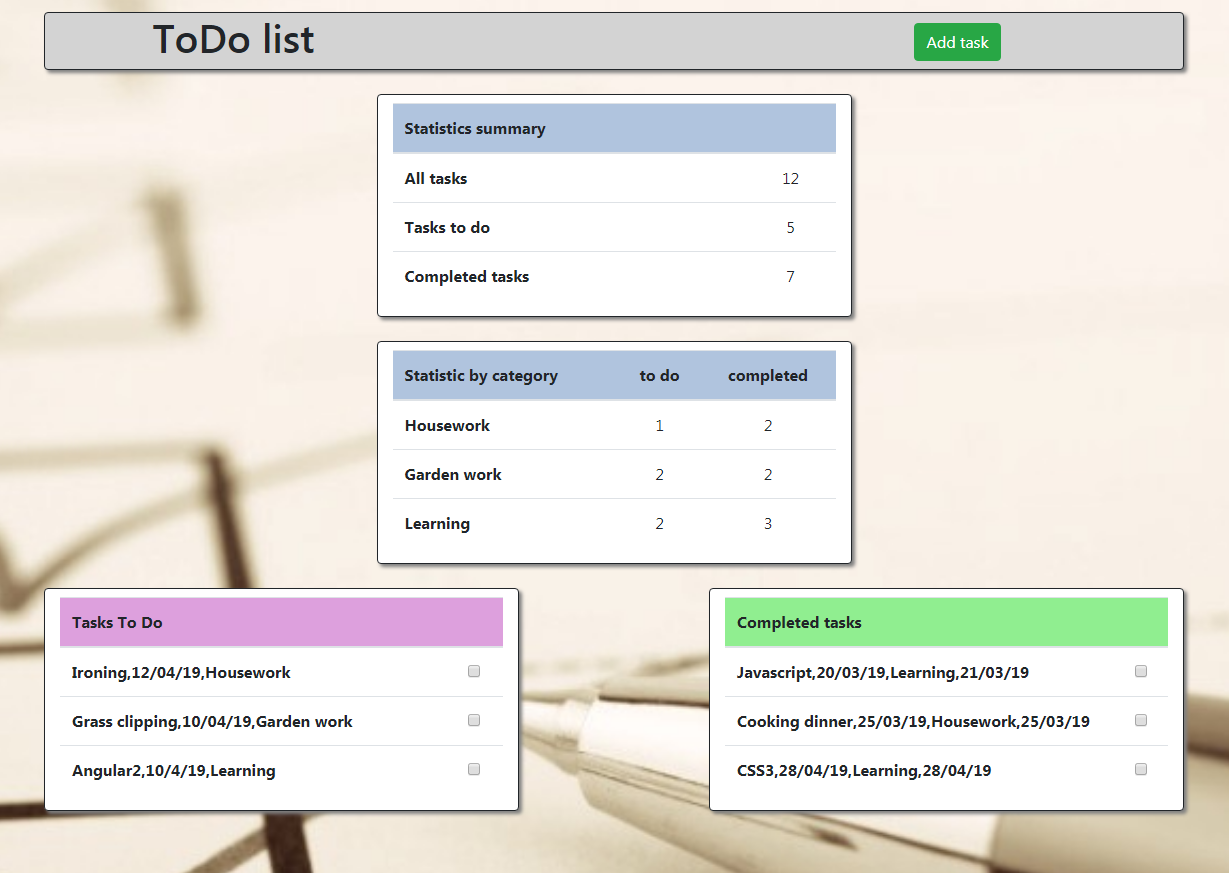 ToDo list
Add task
Statistics summary
All tasks 12
Tasks to do 5
Completed tasks 7
Statistic by category to do completed
Housework 1 2
Garden work 2 2
Learning 2 3
Tasks To Do
Ironing,12/04/19,Housework
Grass clipping,10/04/19,Garden work
Angular2,10/4/19,Learning
Completed tasks
Javascript,20/03/19,Learning,21/03/19
Cooking dinner,25/03/19,Housework,25/03/19
CSS3,28/04/19,Learning,28/04/19